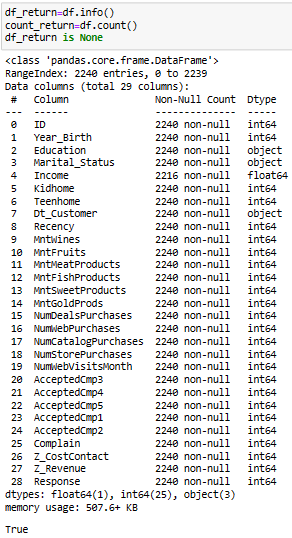 df_return=df.info()
count_return=df.count()
df_return is None
<class 'pandas.core.frame.DataFrame'>
RangeIndex: 2240 entries, 0 to 2239
Data columns (total 29 columns):
 #   Column               Non-Null Count  Dtype
---  ------               --------------  -----
 0   ID                   2240 non-null   int64
 1   Year_Birth           2240 non-null   int64
 2   Education            2240 non-null   object
 3   Marital_Status       2240 non-null   object
 4   Income               2216 non-null   float64
 5   Kidhome              2240 non-null   int64
 6   Teenhome             2240 non-null   int64
 7   Dt_Customer          2240 non-null   object
 8   Recency              2240 non-null   int64
 9   MntWines             2240 non-null   int64
 10  MntFruits            2240 non-null   int64
 11  MntMeatProducts      2240 non-null   int64
 12  MntFishProducts      2240 non-null   int64
 13  MntSweetProducts     2240 non-null   int64
 14  MntGoldProds         2240 non-null   int64
 15  NumDealsPurchases    2240 non-null   int64
 16  NumWebPurchases      2240 non-null   int64
 17  NumCatalogPurchases  2240 non-null   int64
 18  NumStorePurchases    2240 non-null   int64
 19  NumWebVisitsMonth    2240 non-null   int64
 20  AcceptedCmp3         2240 non-null   int64
 21  AcceptedCmp4         2240 non-null   int64
 22  AcceptedCmp5         2240 non-null   int64
 23  AcceptedCmp1         2240 non-null   int64
 24  AcceptedCmp2         2240 non-null   int64
 25  Complain             2240 non-null   int64
 26  Z_CostContact        2240 non-null   int64
 27  Z_Revenue            2240 non-null   int64
 28  Response             2240 non-null   int64
dtypes: float64(1), int64(25), object(3)
memory usage: 507.6+ KB
True